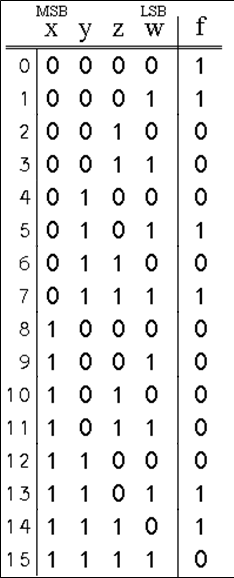 MSB LSB
x y z w f
0 0 0 0 0 1
1 0 0 0 1 1
2 0 0 1 0 0
3 0 0 1 1 0
4 0 1 0 0 0
5 0 1 0 1 1
6 0 1 1 0 0
7 0 1 1 1 1
8 1 0 0 0 0
9 1 0 0 1 0
10 1 0 1 0 0
11 1 0 1 1 0
12 1 1 0 0 0
13 1 1 0 1 1
14 1 1 1 0 1
15 1 1 1 1 0